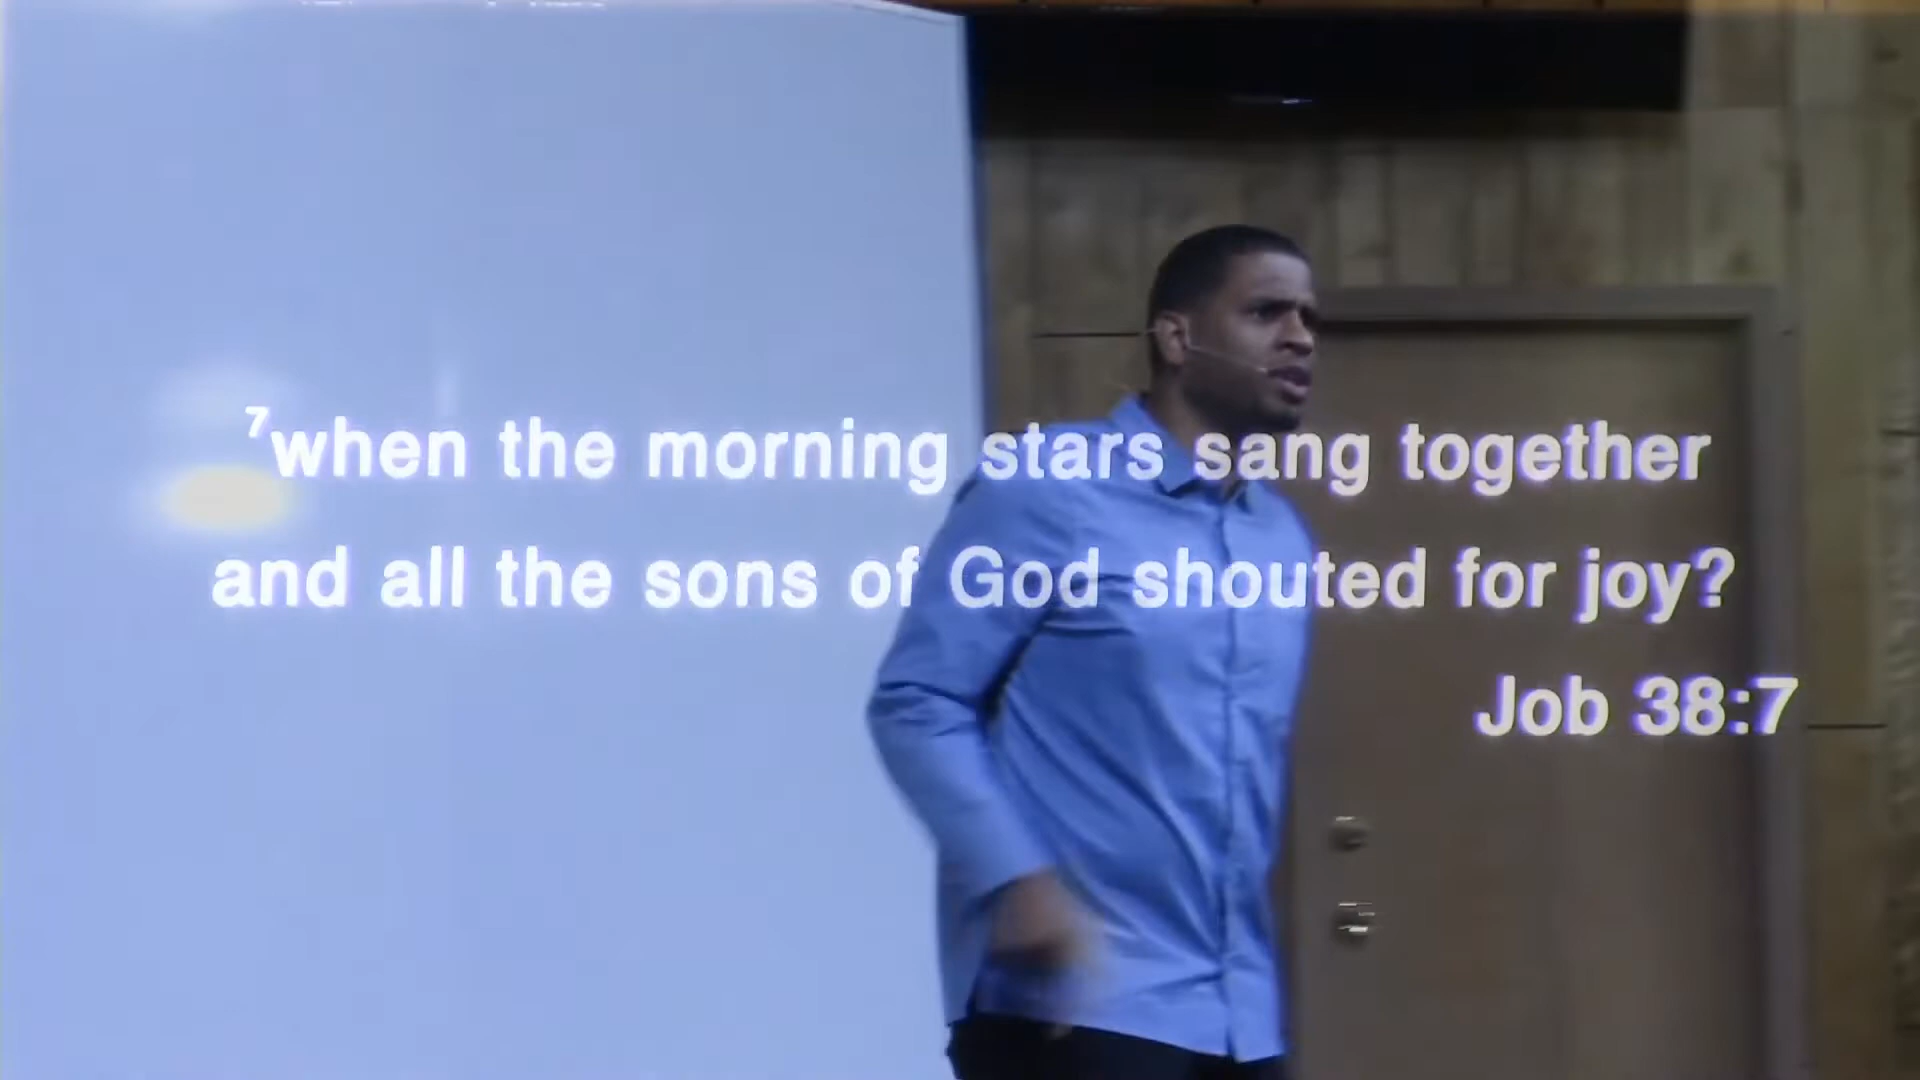 ⁷when the morning stars sang together
and all the sons of God shouted for joy?
Job 38:7